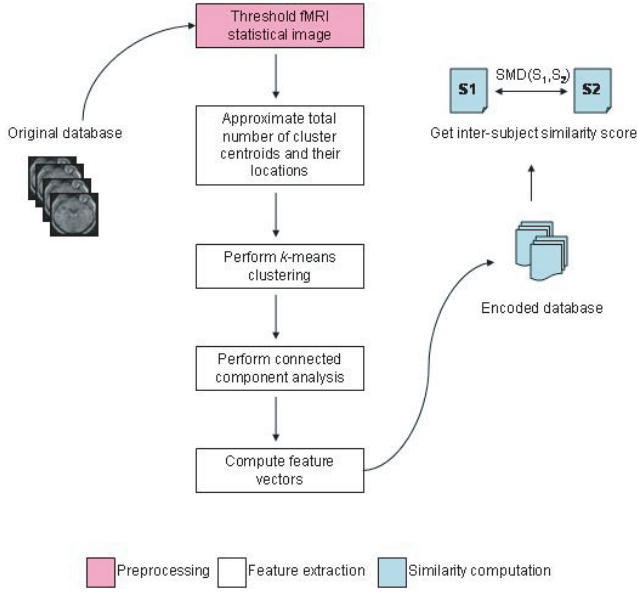 Threshold fMRI
statistical image
Original database
Approximate total
number of cluster
centroids and their
locations
Perform k-means
clustering
Perform connected
component analysis
Compute feature
vectors
SMD(S₁,S₂)
S1
S2
Get inter-subject similarity score
Encoded database
Preprocessing
Feature extraction
Similarity computation